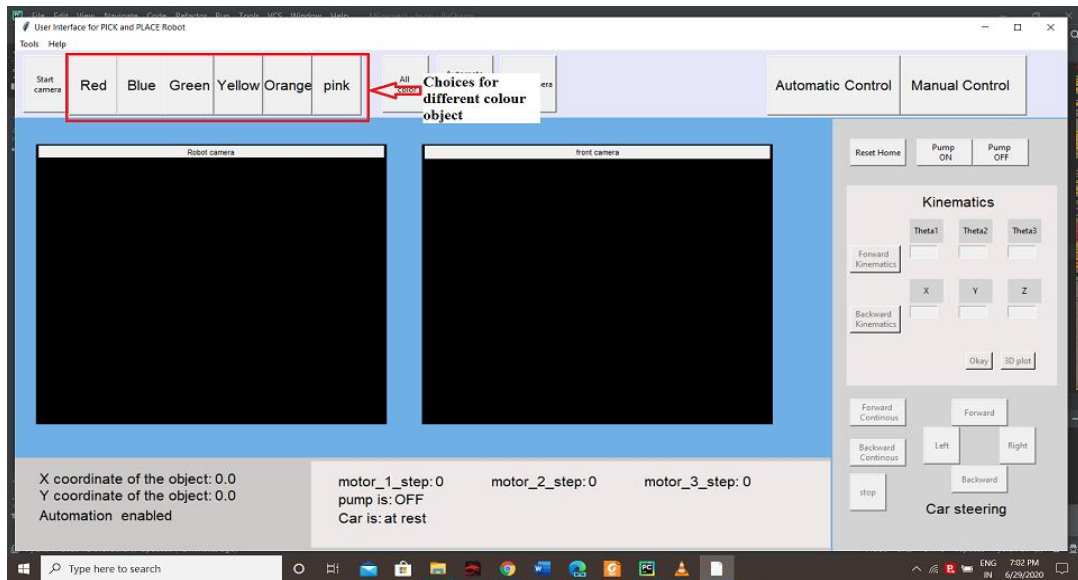 User Interface for PICK and PLACE Robot
Tools Help
Start
camera
Red Blue Green Yellow Orange pink
All
color
Choices for
different colour
object
Automatic Control Manual Control
Robot camera
front camera
Reset Home
Pump
ON
Pump
OFF
Kinematics
Theta1 Theta2 Theta3
Forward
Kinematics
X Y Z
Backward
Kinematics
Okay 3D plot
Forward
Continous
Forward
Backward
Continous
Left Right
stop
Backward
Car steering
X coordinate of the object: 0.0
Y coordinate of the object: 0.0
Automation enabled
motor_1_step: 0 motor_2_step: 0 motor_3_step: 0
pump is: OFF
Car is: at rest
Type here to search
ENG
IN
7:02 PM
6/29/2020